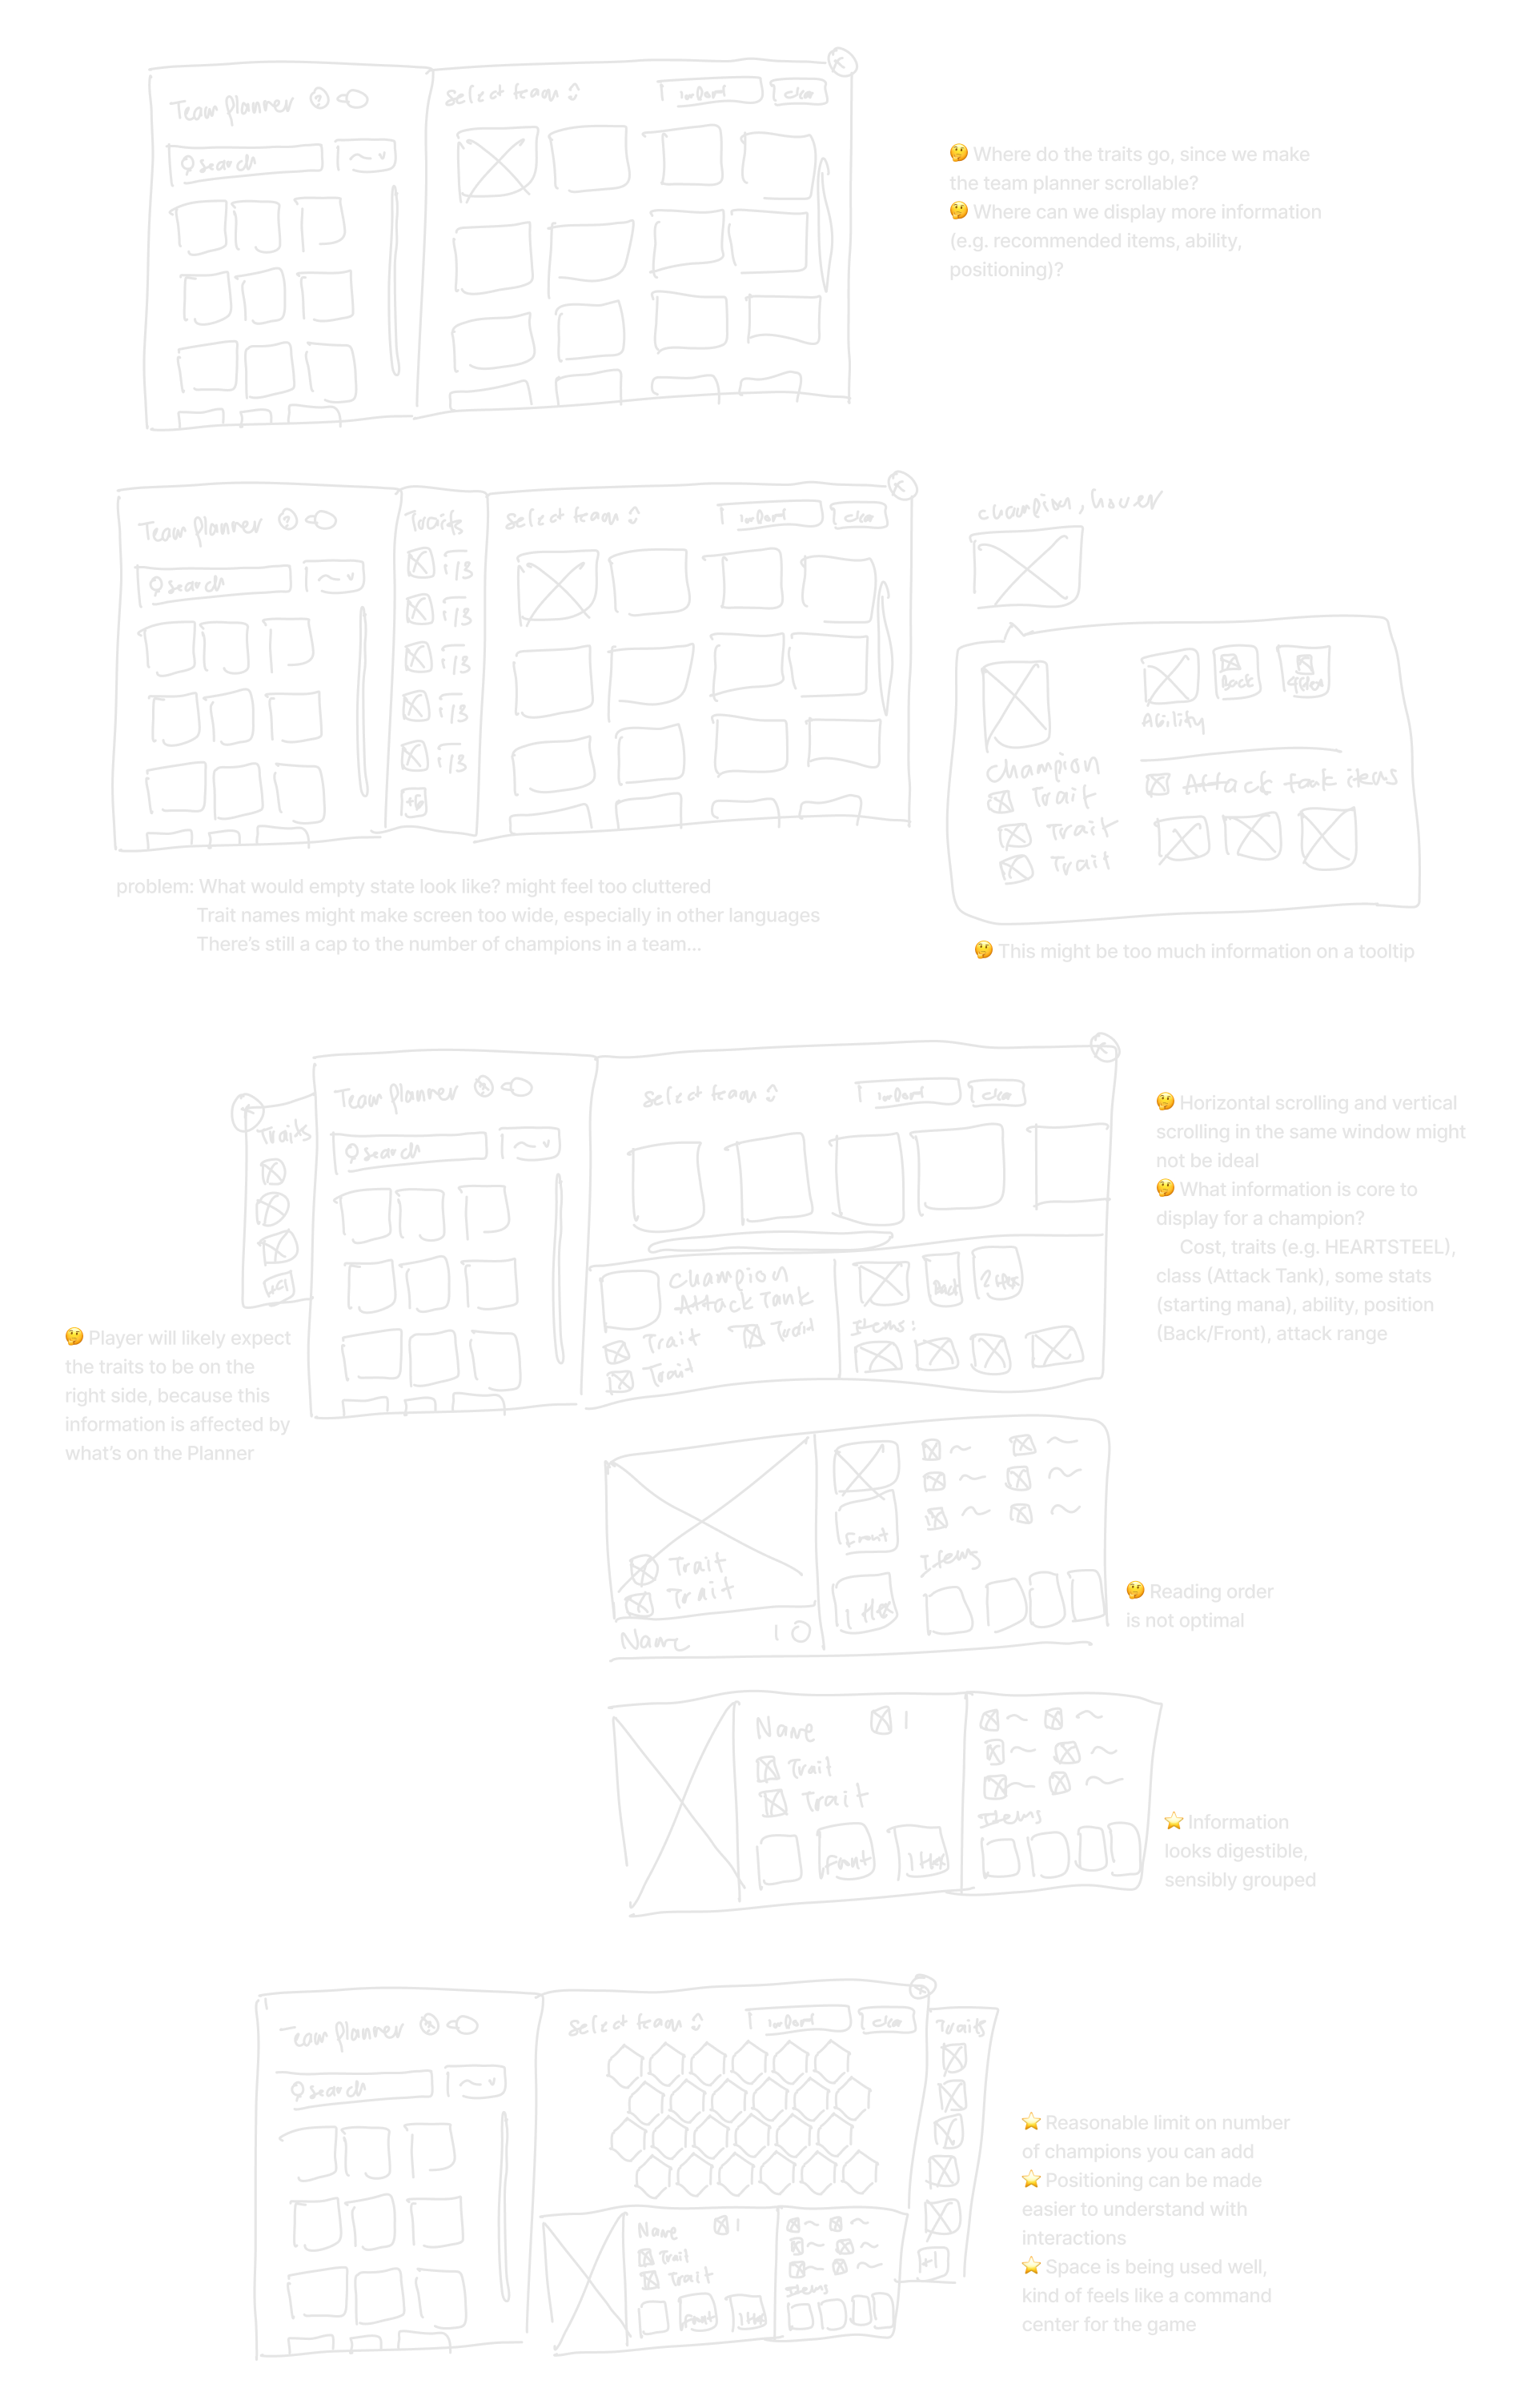 Team Planner ?
Select team
Import
clear
search
🤔 Where do the traits go, since we make
the team planner scrollable?
🤔 Where can we display more information
(e.g. recommended items, ability,
positioning)?
Team Planner ?
Traits
Select team
Import
clear
search
1/3
1/3
1/3
1/3
1/3
champion, hover
Back
4 Hex
Ability
Champion
Trait
Trait
Trait
Attack tank items
problem: What would empty state look like? might feel too cluttered
Trait names might make screen too wide, especially in other languages
There's still a cap to the number of champions in a team...
🤔 This might be too much information on a tooltip
Traits
+1
Team Planner ?
Select team
Import
clear
search
Champion
Attack Tank
Trait
Trait
Trait
Back
2 Hex
Items:
🤔 Horizontal scrolling and vertical
scrolling in the same window might
not be ideal
🤔 What information is core to
display for a champion?
Cost, traits (e.g. HEARTSTEEL),
class (Attack Tank), some stats
(starting mana), ability, position
(Back/Front), attack range
🤔 Player will likely expect
the traits to be on the
right side, because this
information is affected by
what's on the Planner
Trait
Trait
Name
1
Front
1 Hex
Items
🤔 Reading order
is not optimal
Name
1
Trait
Trait
Front
1 Hex
Items
⭐ Information
looks digestible,
sensibly grouped
Team Planner ?
Select team
Import
clear
Traits
search
+1
Name
1
Trait
Trait
Front
1 Hex
Items
⭐ Reasonable limit on number
of champions you can add
⭐ Positioning can be made
easier to understand with
interactions
⭐ Space is being used well,
kind of feels like a command
center for the game